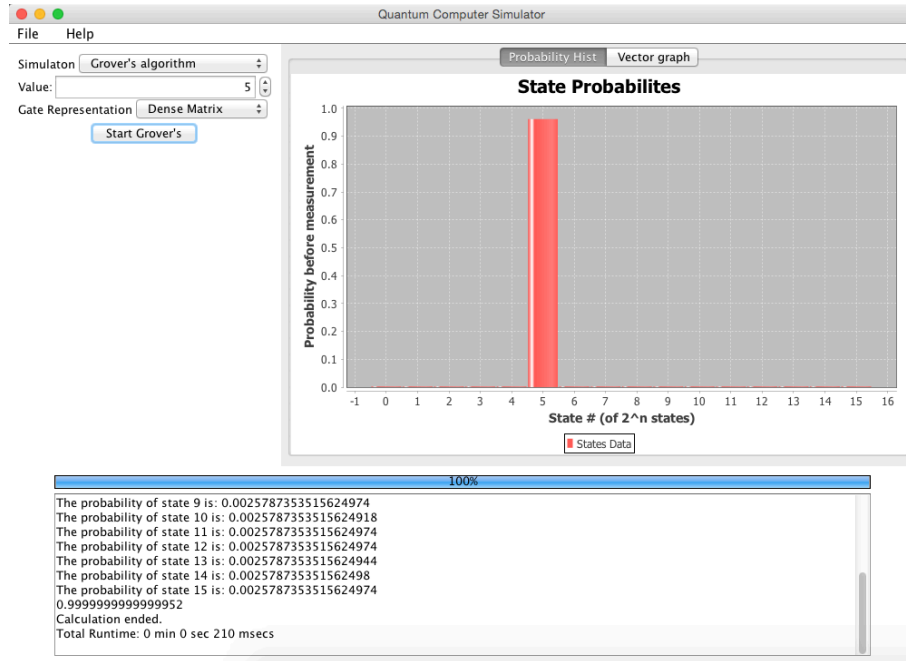 Quantum Computer Simulator
File Help
Simulaton Grover's algorithm
Value: 5
Gate Representation Dense Matrix
Start Grover's
Probability Hist Vector graph
State Probabilites
Probability before measurement
1.0
0.9
0.8
0.7
0.6
0.5
0.4
0.3
0.2
0.1
0.0
-1 0 1 2 3 4 5 6 7 8 9 10 11 12 13 14 15 16
State # (of 2^n states)
States Data
100%
The probability of state 9 is: 0.0025787353515624974
The probability of state 10 is: 0.0025787353515624918
The probability of state 11 is: 0.0025787353515624974
The probability of state 12 is: 0.0025787353515624974
The probability of state 13 is: 0.0025787353515624944
The probability of state 14 is: 0.002578735351562498
The probability of state 15 is: 0.0025787353515624974
0.9999999999999952
Calculation ended.
Total Runtime: 0 min 0 sec 210 msecs